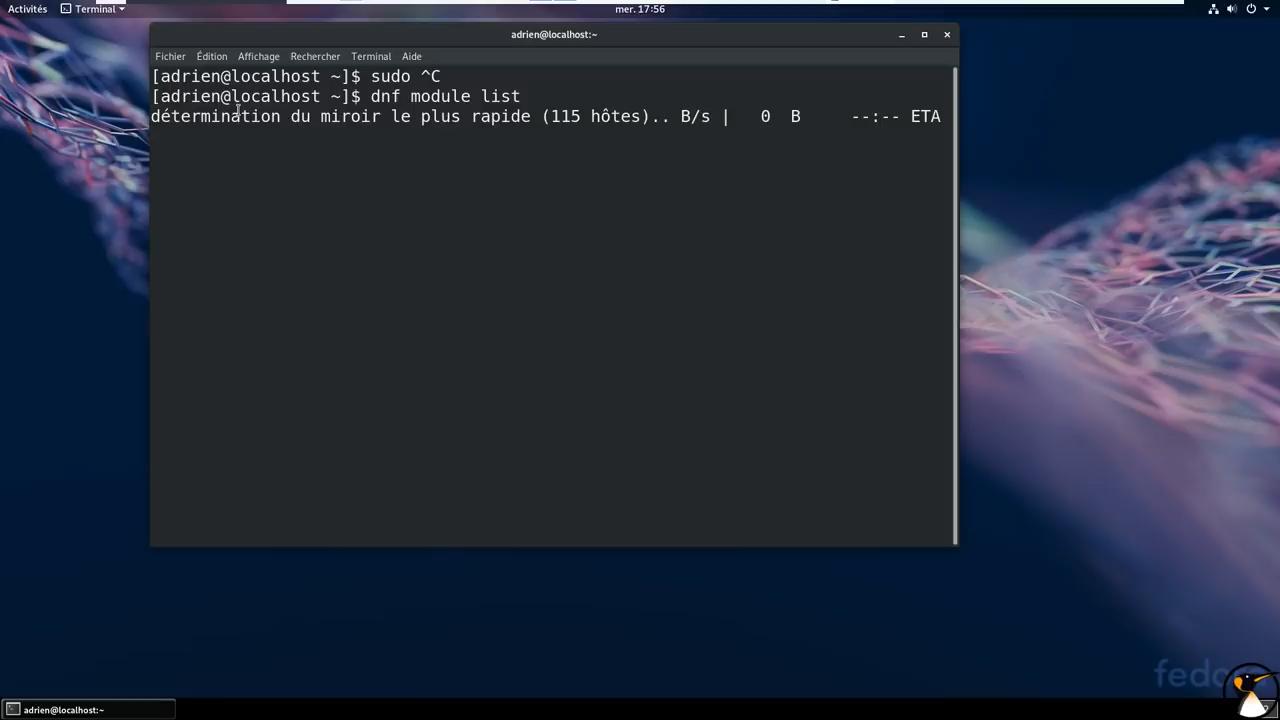 Activités Terminal mer. 17:56
adrien@localhost:~
Fichier Édition Affichage Rechercher Terminal Aide
[adrien@localhost ~]$ sudo ^C
[adrien@localhost ~]$ dnf module list
détermination du miroir le plus rapide (115 hôtes).. B/s | 0 B --:-- ETA
adrien@localhost:~